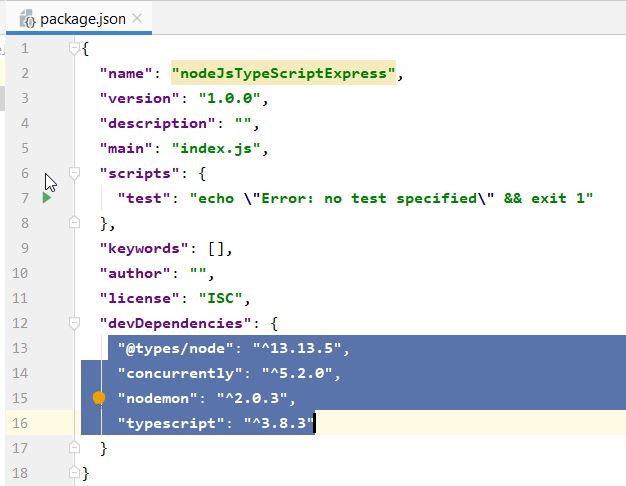 package.json
1 {
2 "name": "nodeJsTypeScriptExpress",
3 "version": "1.0.0",
4 "description": "",
5 "main": "index.js",
6 "scripts": {
7 "test": "echo \"Error: no test specified\" && exit 1"
8 },
9 "keywords": [],
10 "author": "",
11 "license": "ISC",
12 "devDependencies": {
13 "@types/node": "^13.13.5",
14 "concurrently": "^5.2.0",
15 "nodemon": "^2.0.3",
16 "typescript": "^3.8.3"
17 }
18 }